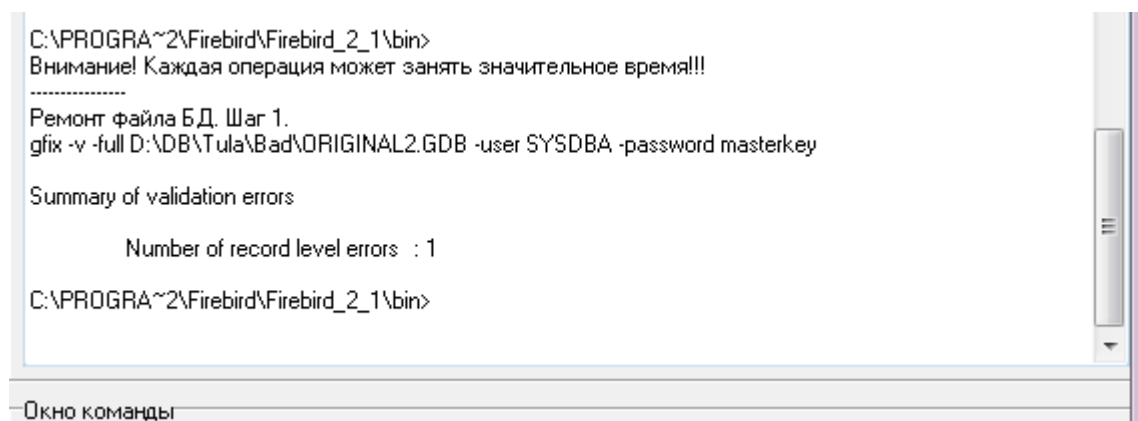 C:\PROGRA~2\Firebird\Firebird_2_1\bin>
Внимание! Каждая операция может занять значительное время!!!
----------------
Ремонт файла БД. Шаг 1.
gfix -v -full D:\DB\Tula\Bad\ORIGINAL2.GDB -user SYSDBA -password masterkey
Summary of validation errors
Number of record level errors : 1
C:\PROGRA~2\Firebird\Firebird_2_1\bin>
Окно команды